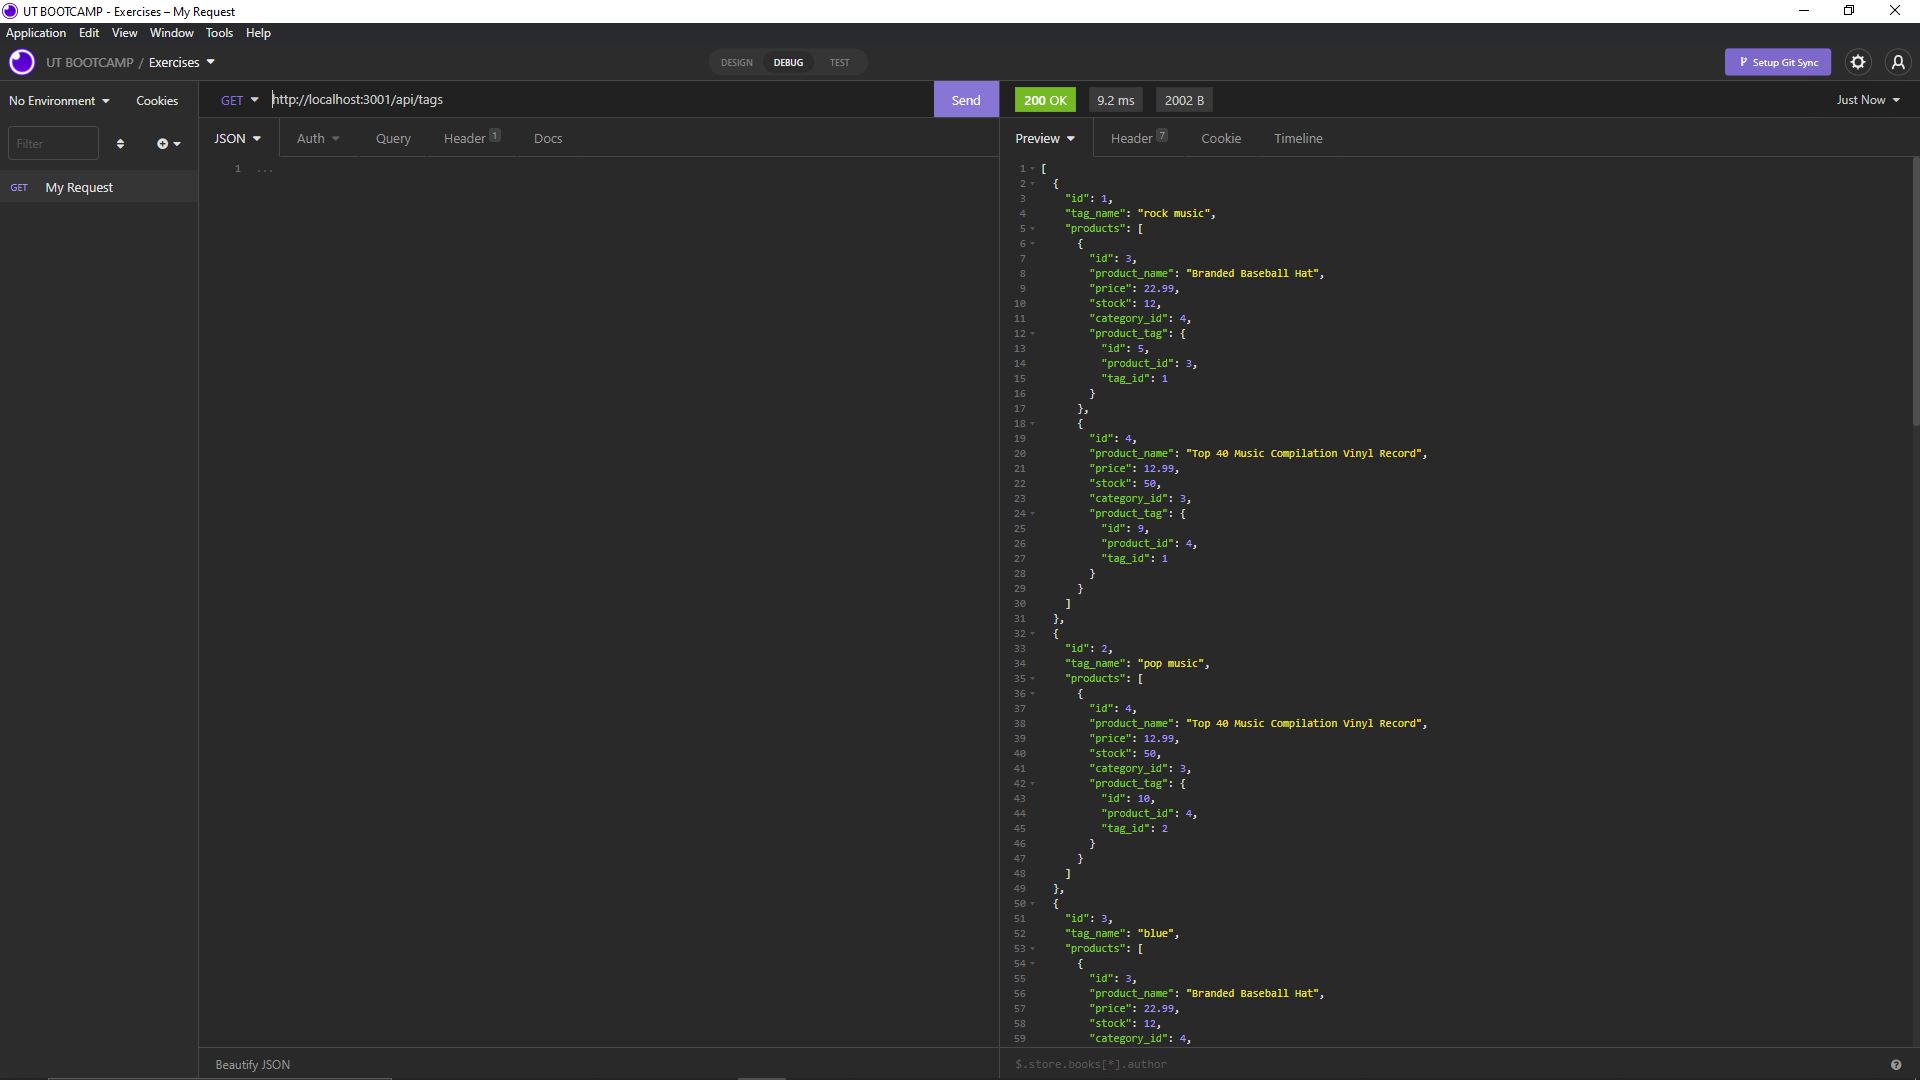 UT BOOTCAMP - Exercises – My Request
Application Edit View Window Tools Help
UT BOOTCAMP / Exercises
DESIGN DEBUG TEST
Setup Git Sync
No Environment Cookies
GET http://localhost:3001/api/tags
Send
200 OK 9.2 ms 2002 B
Just Now
Filter
JSON Auth Query Header 1 Docs
Preview Header 7 Cookie Timeline
GET My Request
1 ...
1 [
2 {
3 "id": 1,
4 "tag_name": "rock music",
5 "products": [
6 {
7 "id": 3,
8 "product_name": "Branded Baseball Hat",
9 "price": 22.99,
10 "stock": 12,
11 "category_id": 4,
12 "product_tag": {
13 "id": 5,
14 "product_id": 3,
15 "tag_id": 1
16 }
17 },
18 {
19 "id": 4,
20 "product_name": "Top 40 Music Compilation Vinyl Record",
21 "price": 12.99,
22 "stock": 50,
23 "category_id": 3,
24 "product_tag": {
25 "id": 9,
26 "product_id": 4,
27 "tag_id": 1
28 }
29 }
30 ]
31 },
32 {
33 "id": 2,
34 "tag_name": "pop music",
35 "products": [
36 {
37 "id": 4,
38 "product_name": "Top 40 Music Compilation Vinyl Record",
39 "price": 12.99,
40 "stock": 50,
41 "category_id": 3,
42 "product_tag": {
43 "id": 10,
44 "product_id": 4,
45 "tag_id": 2
46 }
47 }
48 ]
49 },
50 {
51 "id": 3,
52 "tag_name": "blue",
53 "products": [
54 {
55 "id": 3,
56 "product_name": "Branded Baseball Hat",
57 "price": 22.99,
58 "stock": 12,
59 "category_id": 4,
Beautify JSON
$.store.books[*].author